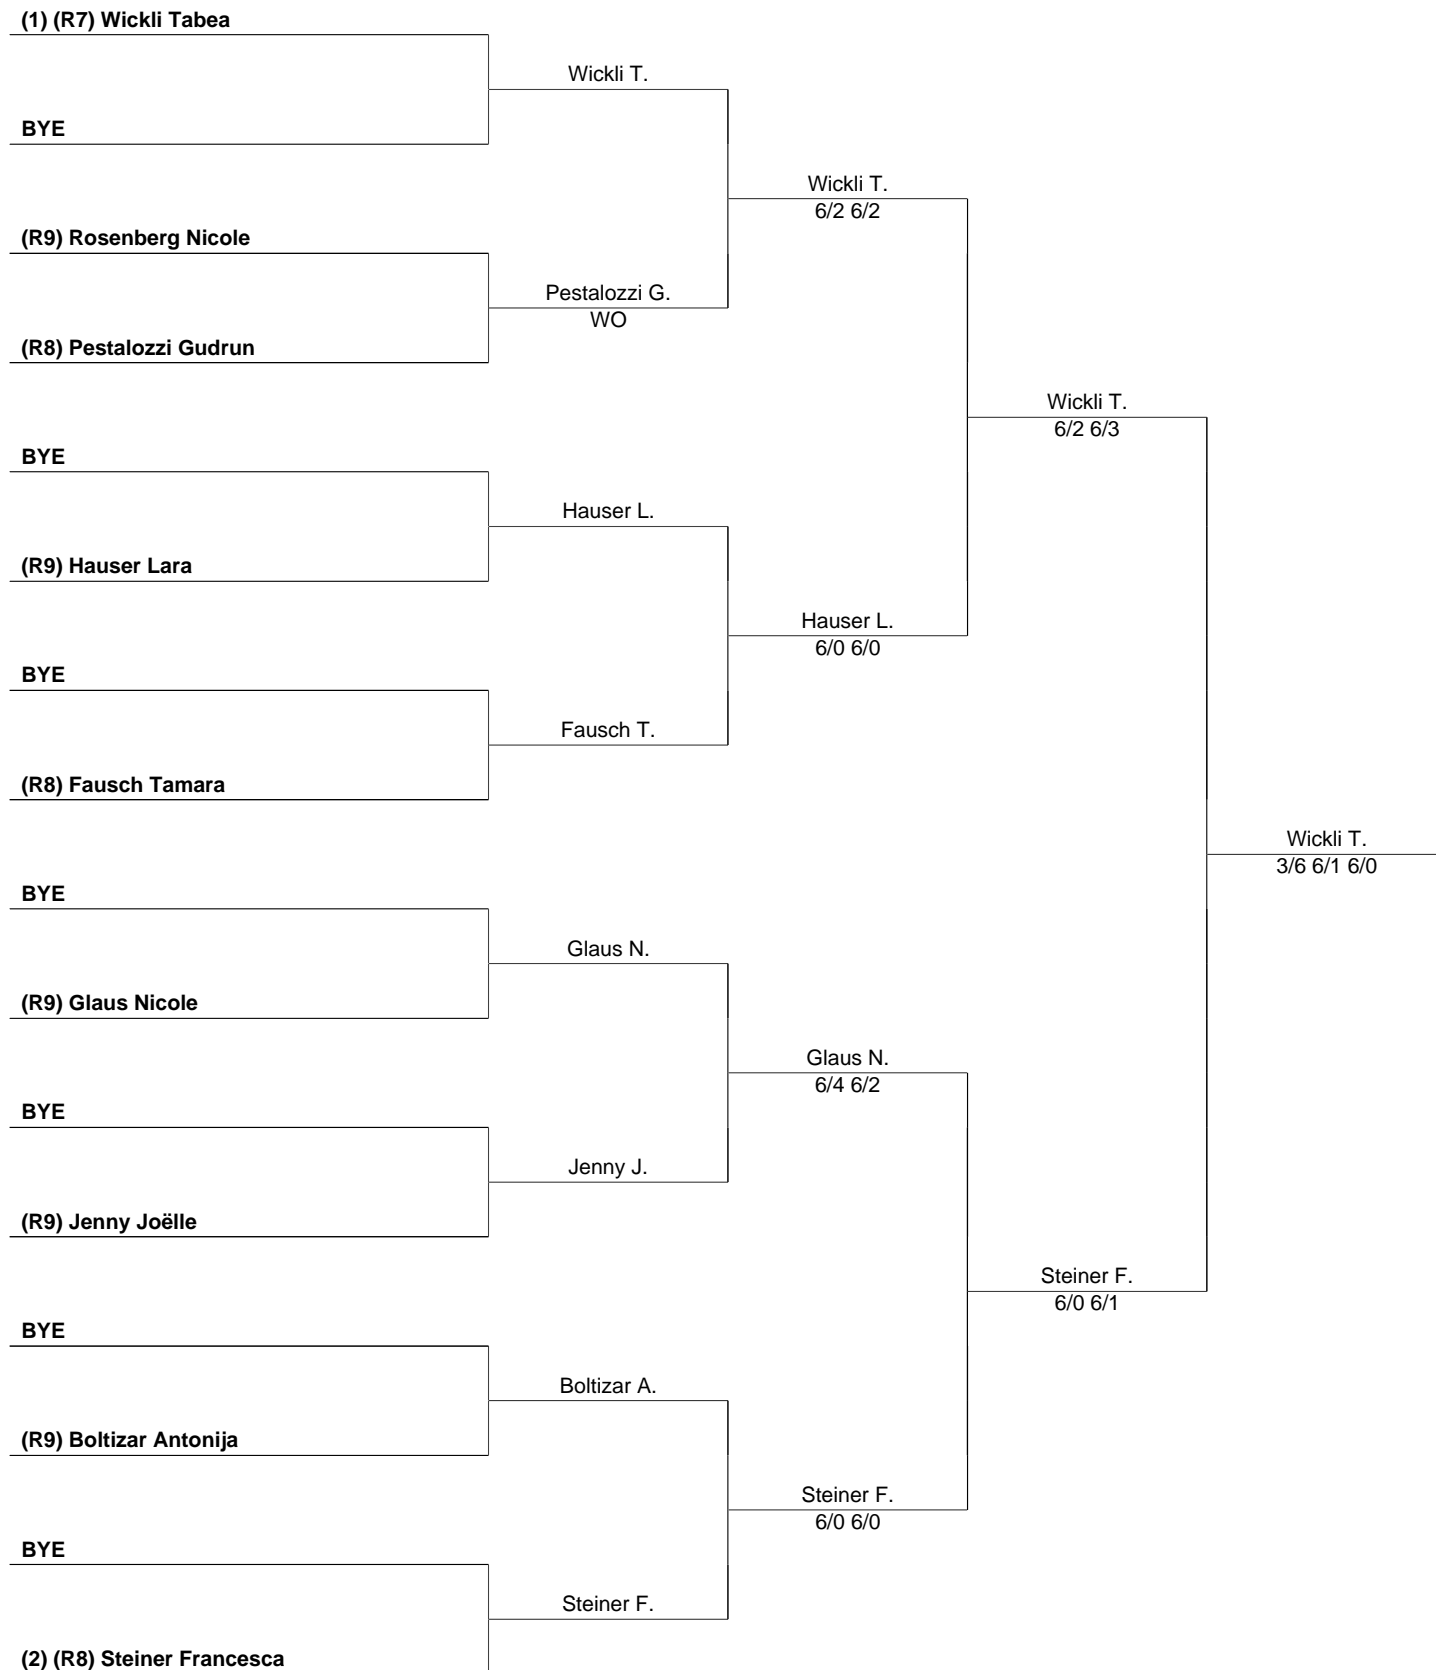 (1) (R7) Wickli Tabea
Wickli T.
BYE
Wickli T.
6/2 6/2
(R9) Rosenberg Nicole
Pestalozzi G.
WO
(R8) Pestalozzi Gudrun
Wickli T.
6/2 6/3
BYE
Hauser L.
(R9) Hauser Lara
Hauser L.
6/0 6/0
BYE
Fausch T.
(R8) Fausch Tamara
Wickli T.
3/6 6/1 6/0
BYE
Glaus N.
(R9) Glaus Nicole
Glaus N.
6/4 6/2
BYE
Jenny J.
(R9) Jenny Joëlle
Steiner F.
6/0 6/1
BYE
Boltizar A.
(R9) Boltizar Antonija
Steiner F.
6/0 6/0
BYE
Steiner F.
(2) (R8) Steiner Francesca